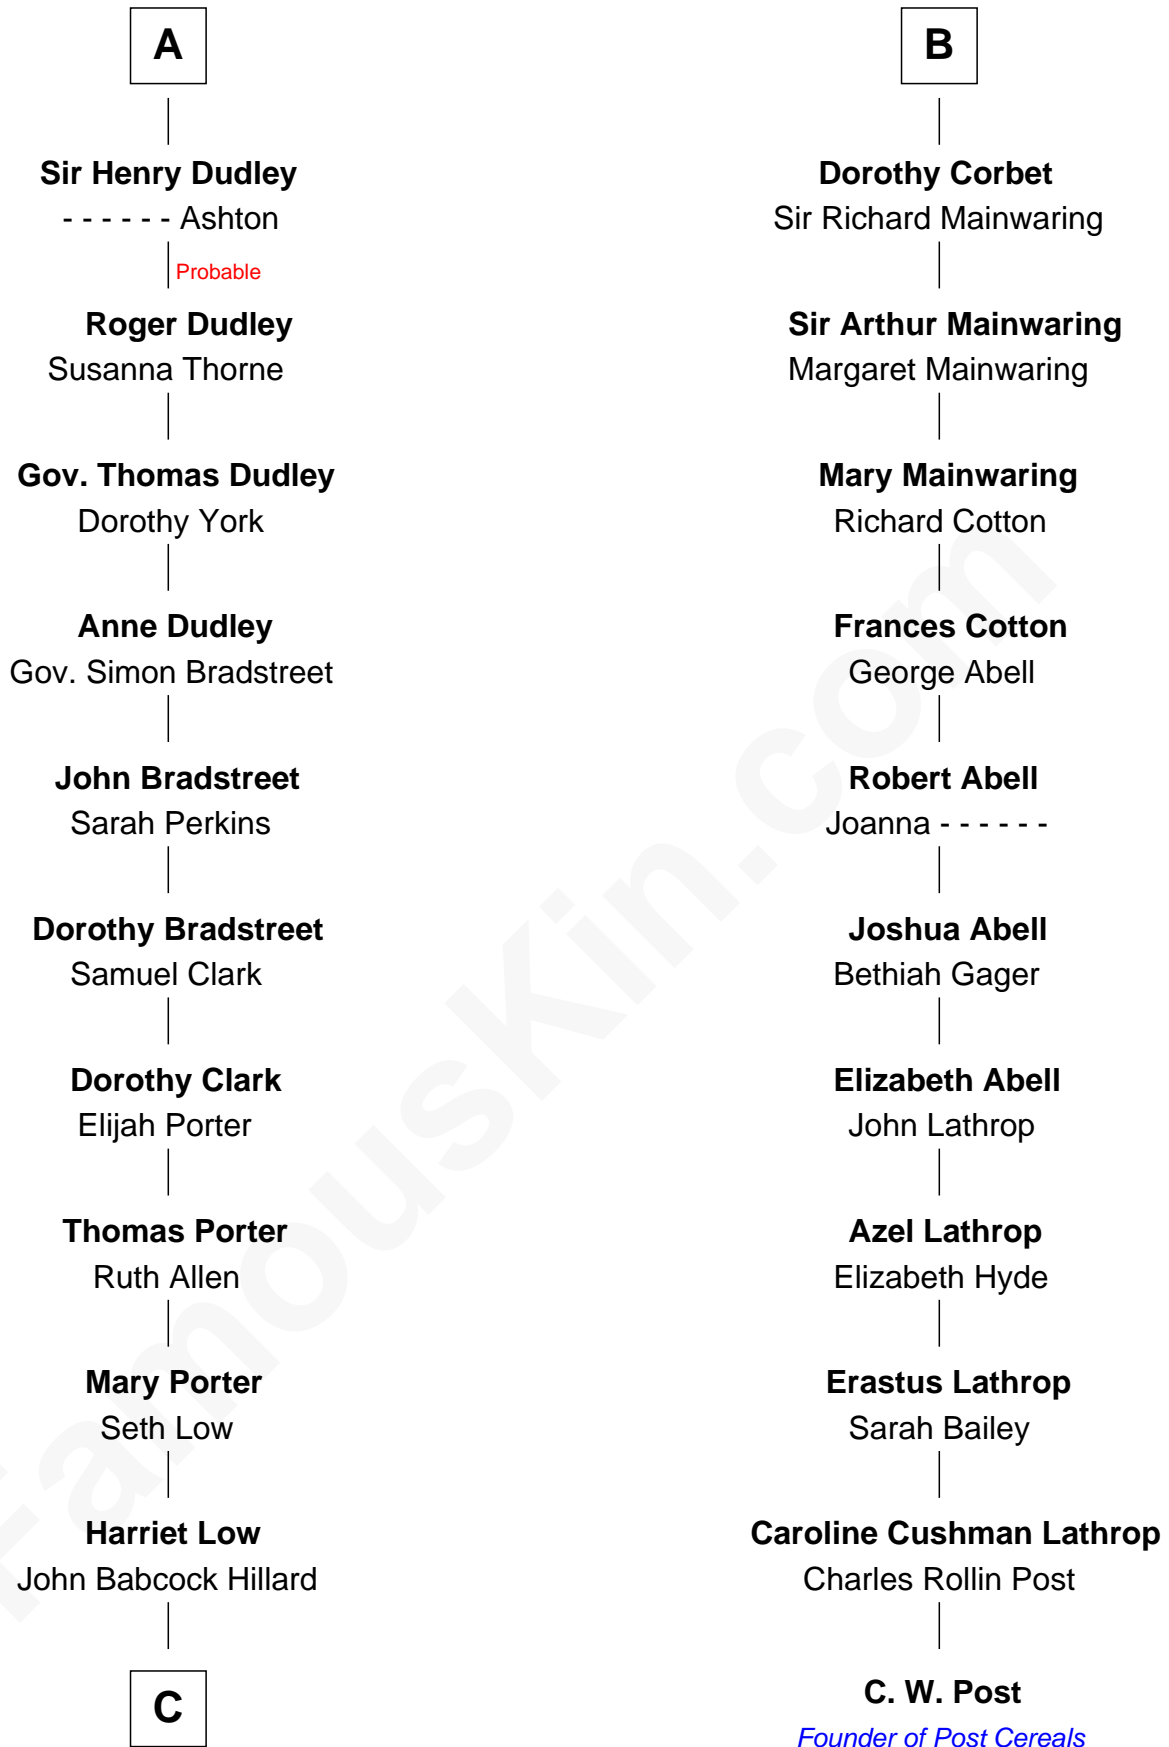 A
Sir Henry Dudley
- - - - - - Ashton
Probable
Roger Dudley
Susanna Thorne
Gov. Thomas Dudley
Dorothy York
Anne Dudley
Gov. Simon Bradstreet
John Bradstreet
Sarah Perkins
Dorothy Bradstreet
Samuel Clark
Dorothy Clark
Elijah Porter
Thomas Porter
Ruth Allen
Mary Porter
Seth Low
Harriet Low
John Babcock Hillard
C
B
Dorothy Corbet
Sir Richard Mainwaring
Sir Arthur Mainwaring
Margaret Mainwaring
Mary Mainwaring
Richard Cotton
Frances Cotton
George Abell
Robert Abell
Joanna - - - - - -
Joshua Abell
Bethiah Gager
Elizabeth Abell
John Lathrop
Azel Lathrop
Elizabeth Hyde
Erastus Lathrop
Sarah Bailey
Caroline Cushman Lathrop
Charles Rollin Post
C. W. Post
Founder of Post Cereals
FamousKin.com